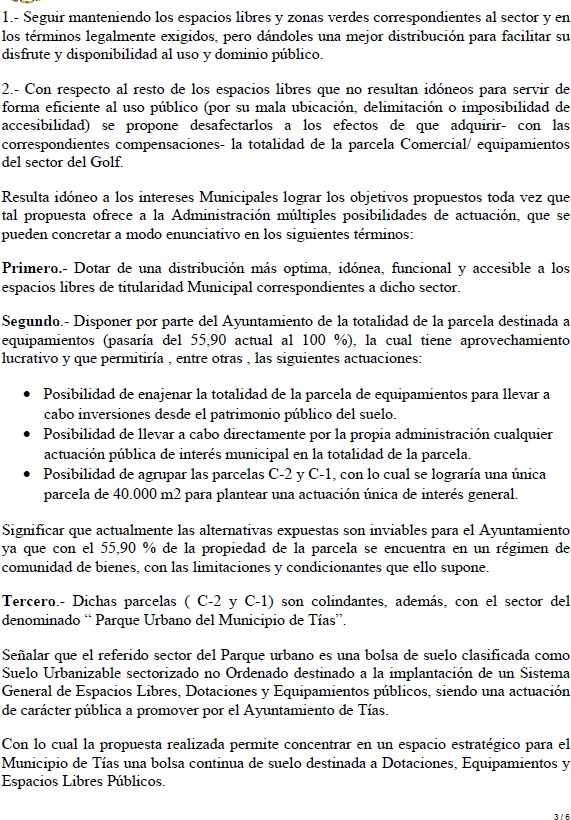 1.- Seguir manteniendo los espacios libres y zonas verdes correspondientes al sector y en
los términos legalmente exigidos, pero dándoles una mejor distribución para facilitar su
disfrute y disponibilidad al uso y dominio público.
2.- Con respecto al resto de los espacios libres que no resultan idóneos para servir de
forma eficiente al uso público (por su mala ubicación, delimitación o imposibilidad de
accesibilidad) se propone desafectarlos a los efectos de que adquirir- con las
correspondientes compensaciones- la totalidad de la parcela Comercial/ equipamientos
del sector del Golf.
Resulta idóneo a los intereses Municipales lograr los objetivos propuestos toda vez que
tal propuesta ofrece a la Administración múltiples posibilidades de actuación, que se
pueden concretar a modo enunciativo en los siguientes términos:
Primero.- Dotar de una distribución más optima, idónea, funcional y accesible a los
espacios libres de titularidad Municipal correspondientes a dicho sector.
Segundo.- Disponer por parte del Ayuntamiento de la totalidad de la parcela destinada a
equipamientos (pasaría del 55,90 actual al 100 %), la cual tiene aprovechamiento
lucrativo y que permitiría , entre otras , las siguientes actuaciones:
• Posibilidad de enajenar la totalidad de la parcela de equipamientos para llevar a
cabo inversiones desde el patrimonio público del suelo.
• Posibilidad de llevar a cabo directamente por la propia administración cualquier
actuación pública de interés municipal en la totalidad de la parcela.
• Posibilidad de agrupar las parcelas C-2 y C-1, con lo cual se lograría una única
parcela de 40.000 m2 para plantear una actuación única de interés general.
Significar que actualmente las alternativas expuestas son inviables para el Ayuntamiento
ya que con el 55,90 % de la propiedad de la parcela se encuentra en un régimen de
comunidad de bienes, con las limitaciones y condicionantes que ello supone.
Tercero.- Dichas parcelas ( C-2 y C-1) son colindantes, además, con el sector del
denominado “ Parque Urbano del Municipio de Tías”.
Señalar que el referido sector del Parque urbano es una bolsa de suelo clasificada como
Suelo Urbanizable sectorizado no Ordenado destinado a la implantación de un Sistema
General de Espacios Libres, Dotaciones y Equipamientos públicos, siendo una actuación
de carácter pública a promover por el Ayuntamiento de Tías.
Con lo cual la propuesta realizada permite concentrar en un espacio estratégico para el
Municipio de Tías una bolsa continua de suelo destinada a Dotaciones, Equipamientos y
Espacios Libres Públicos.
3 / 6